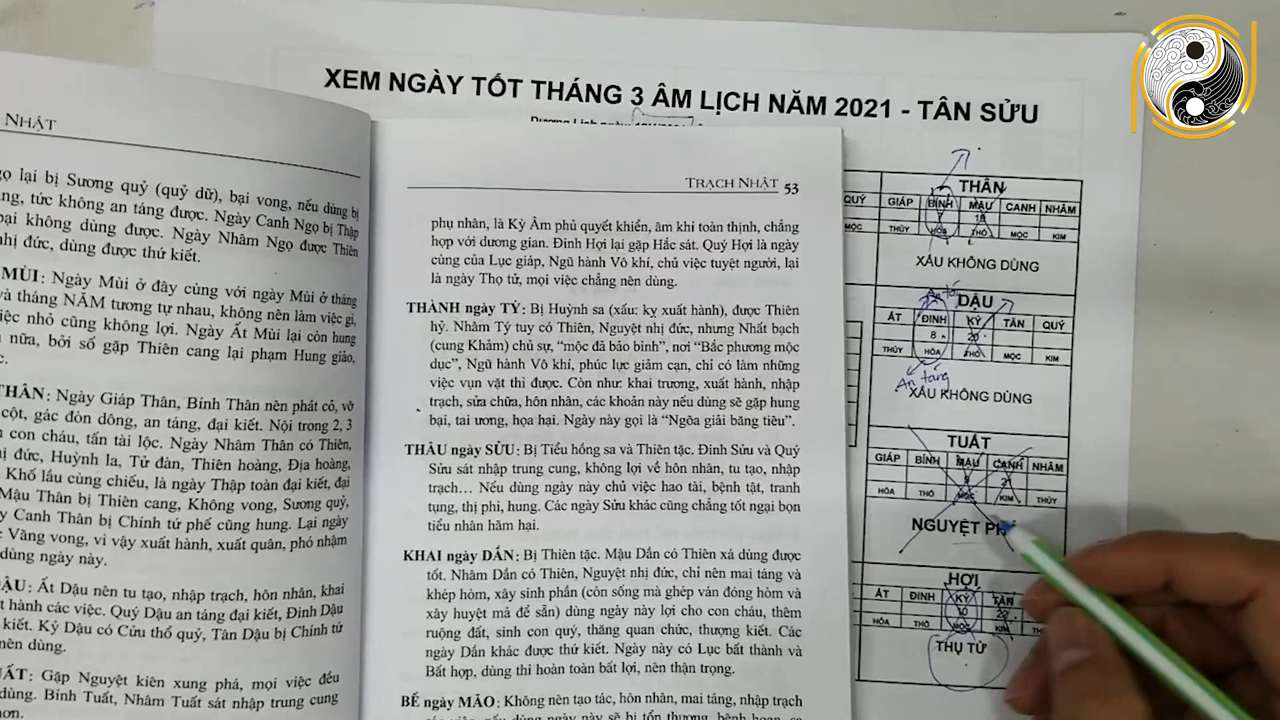 XEM NGÀY TỐT THÁNG 3 ÂM LỊCH NĂM 2021 - TÂN SỬU
NHẬT
ọ lại bị Sương quỷ (quỷ dữ), bại vong, nếu dùng bị
ng, tức không an táng được. Ngày Canh Ngọ bị Thập
oại không dùng được. Ngày Nhâm Ngọ được Thiên
nhị đức, dùng được thứ kiết.
MÙI: Ngày Mùi ở đây cùng với ngày Mùi ở tháng
và tháng NĂM tương tự nhau, không nên làm việc gì,
iệc nhỏ cũng không lợi. Ngày Ất Mùi lại còn hung
nữa, bởi số gặp Thiên cang lại phạm Hung giảo,
c.
THÂN: Ngày Giáp Thân, Bính Thân nên phát cỏ, vỡ
cột, gác đòn dông, an táng, đại kiết. Nội trong 2, 3
con cháu, tấn tài lộc. Ngày Nhâm Thân có Thiên,
hị đức, Huỳnh la, Tử đàn, Thiên hoàng, Địa hoàng,
Khố lâu cùng chiếu, là ngày Thập toàn đại kiết, đại
Mậu Thân bị Thiên cang, Không vong, Sương quỷ,
y Canh Thân bị Chính tứ phế cũng hung. Lại ngày
: Văng vong, vì vậy xuất hành, xuất quân, phó nhậm
dùng ngày này.
DẬU: Ất Dậu nên tu tạo, nhập trạch, hôn nhân, khai
t hành các việc. Quý Dậu an táng đại kiết, Đinh Dậu
kiết. Kỷ Dậu có Cửu thổ quỷ, Tân Dậu bị Chính tứ
nên dùng.
UẤT: Gặp Nguyệt kiên xung phá, mọi việc đều
dùng. Bính Tuất, Nhâm Tuất sát nhập trung cung
hơn.
TRẠCH NHẬT 53
phụ nhân, là Kỳ Âm phủ quyết khiển, âm khí toàn thịnh, chẳng
hợp với dương gian. Đinh Hợi lại gặp Hắc sát. Quý Hợi là ngày
cùng của Lục giáp, Ngũ hành Vô khí, chủ việc tuyệt người, lại
là ngày Thọ tử, mọi việc chẳng nên dùng.
THÀNH ngày TÝ: Bị Huỳnh sa (xấu: kỵ xuất hành), được Thiên
hỷ. Nhâm Tý tuy có Thiên, Nguyệt nhị đức, nhưng Nhất bạch
(cung Khảm) chủ sự, “mộc đã bảo bình”, nơi “Bắc phương mộc
dục”, Ngũ hành Vô khí, phúc lực giảm cạn, chỉ có làm những
việc vụn vặt thì được. Còn như: khai trương, xuất hành, nhập
trạch, sửa chữa, hôn nhân, các khoản này nếu dùng sẽ gặp hung
bại, tai ương, họa hại. Ngày này gọi là “Ngõa giải băng tiêu”.
THÂU ngày SỬU: Bị Tiểu hồng sa và Thiên tặc. Đinh Sửu và Quý
Sửu sát nhập trung cung, không lợi về hôn nhân, tu tạo, nhập
trạch... Nếu dùng ngày này chủ việc hao tài, bệnh tật, tranh
tụng, thị phi, hung. Các ngày Sửu khác cũng chẳng tốt ngại bọn
tiểu nhân hãm hại.
KHAI ngày DẦN: Bị Thiên tặc. Mậu Dần có Thiên xá dùng được
tốt. Nhâm Dần có Thiên, Nguyệt nhị đức, chỉ nên mai táng và
khép hòm, xây sinh phần (còn sống mà ghép ván đóng hòm và
xây huyệt mả để sẵn) dùng ngày này lợi cho con cháu, thêm
ruộng đất, sinh con quý, thăng quan chức, thượng kiết. Các
ngày Dần khác được thứ kiết. Ngày này có Lục bất thành và
Bất hợp, dùng thì hoàn toàn bất lợi, nên thận trọng.
BẾ ngày MÃO: Không nên tạo tác, hôn nhân, mai táng, nhập trạch
QUÝ
MỘC
THÂN
GIÁP BÍNH MẬU CANH NHÂM
7 19
THỦY HỎA THỔ MỘC KIM
XẤU KHÔNG DÙNG
An táng
DẬU
ẤT ĐINH KỶ TÂN QUÝ
8 20
THỦY HỎA THỔ MỘC KIM
An táng
XẤU KHÔNG DÙNG
TUẤT
GIÁP BÍNH MẬU CANH NHÂM
9 21
HỎA THỔ MỘC KIM THỦY
NGUYỆT PHÁ
HỢI
ẤT ĐINH KỶ TÂN
10 22
HỎA THỔ MỘC KIM
THỤ TỬ